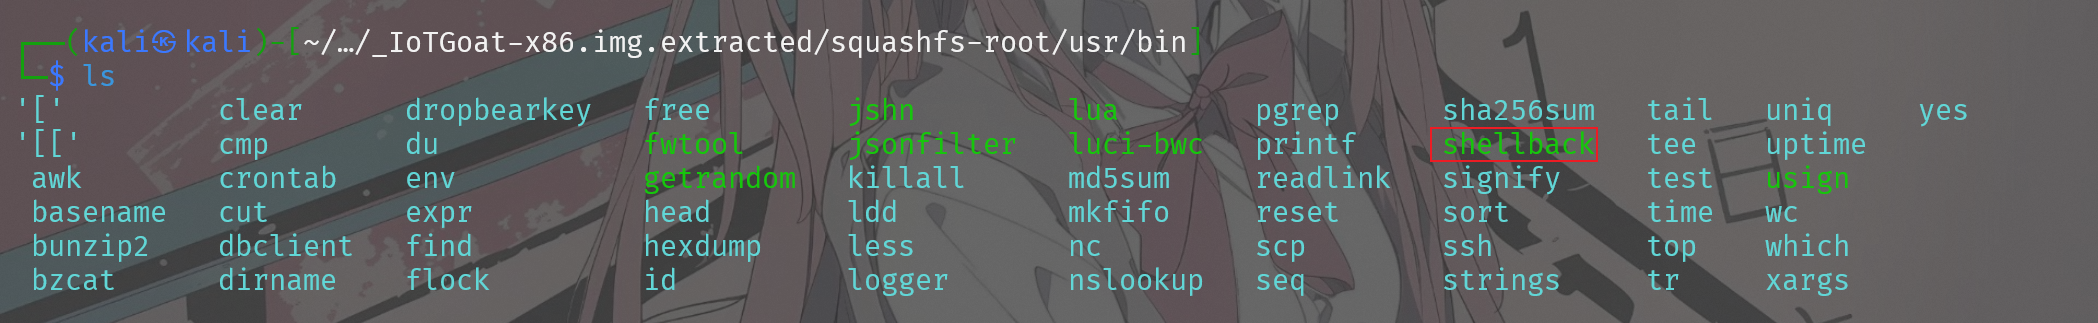 ┌──(kali㉿kali)-[~/…/_IoTGoat-x86.img.extracted/squashfs-root/usr/bin]
└─$ ls
'[' clear dropbearkey free jshn lua pgrep sha256sum tail uniq yes
'[[' cmp du fwtool jsonfilter luci-bwc printf shellback tee uptime
awk crontab env getrandom killall md5sum readlink signify test usign
basename cut expr head ldd mkfifo reset sort time wc
bunzip2 dbclient find hexdump less nc scp ssh top which
bzcat dirname flock id logger nslookup seq strings tr xargs